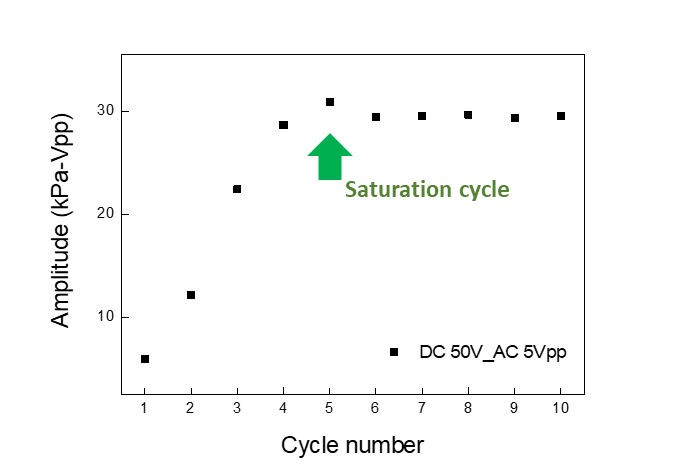 Amplitude (kPa-Vpp)
30
20
10
Saturation cycle
DC 50V_AC 5Vpp
1 2 3 4 5 6 7 8 9 10
Cycle number